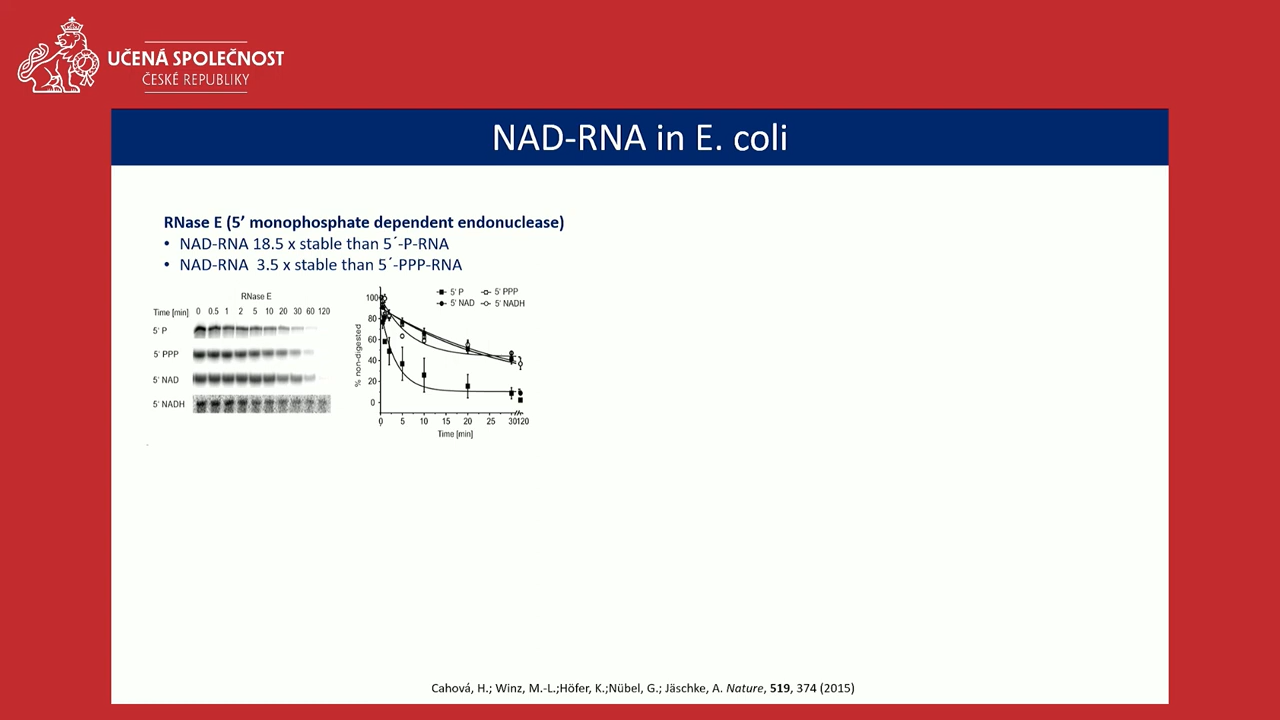 UČENÁ SPOLEČNOST
ČESKÉ REPUBLIKY
NAD-RNA in E. coli
RNase E (5’ monophosphate dependent endonuclease)
• NAD-RNA 18.5 x stable than 5´-P-RNA
• NAD-RNA  3.5 x stable than 5´-PPP-RNA
RNase E
Time [min] 0 0.5 1 2 5 10 20 30 60 120
5' P
5' PPP
5' NAD
5' NADH
5' P 5' PPP
5' NAD 5' NADH
% non-digested
100
80
60
40
20
0
0 5 10 15 20 25 30 120
Time [min]
Cahová, H.; Winz, M.-L.;Höfer, K.;Nübel, G.; Jäschke, A. Nature, 519, 374 (2015)